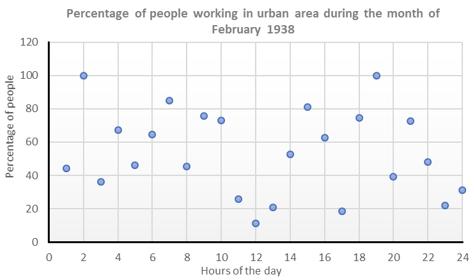 Percentage of people working in urban area during the month of
February 1938
120
100
80
60
40
20
0
Percentage of people
0 2 4 6 8 10 12 14 16 18 20 22 24
Hours of the day